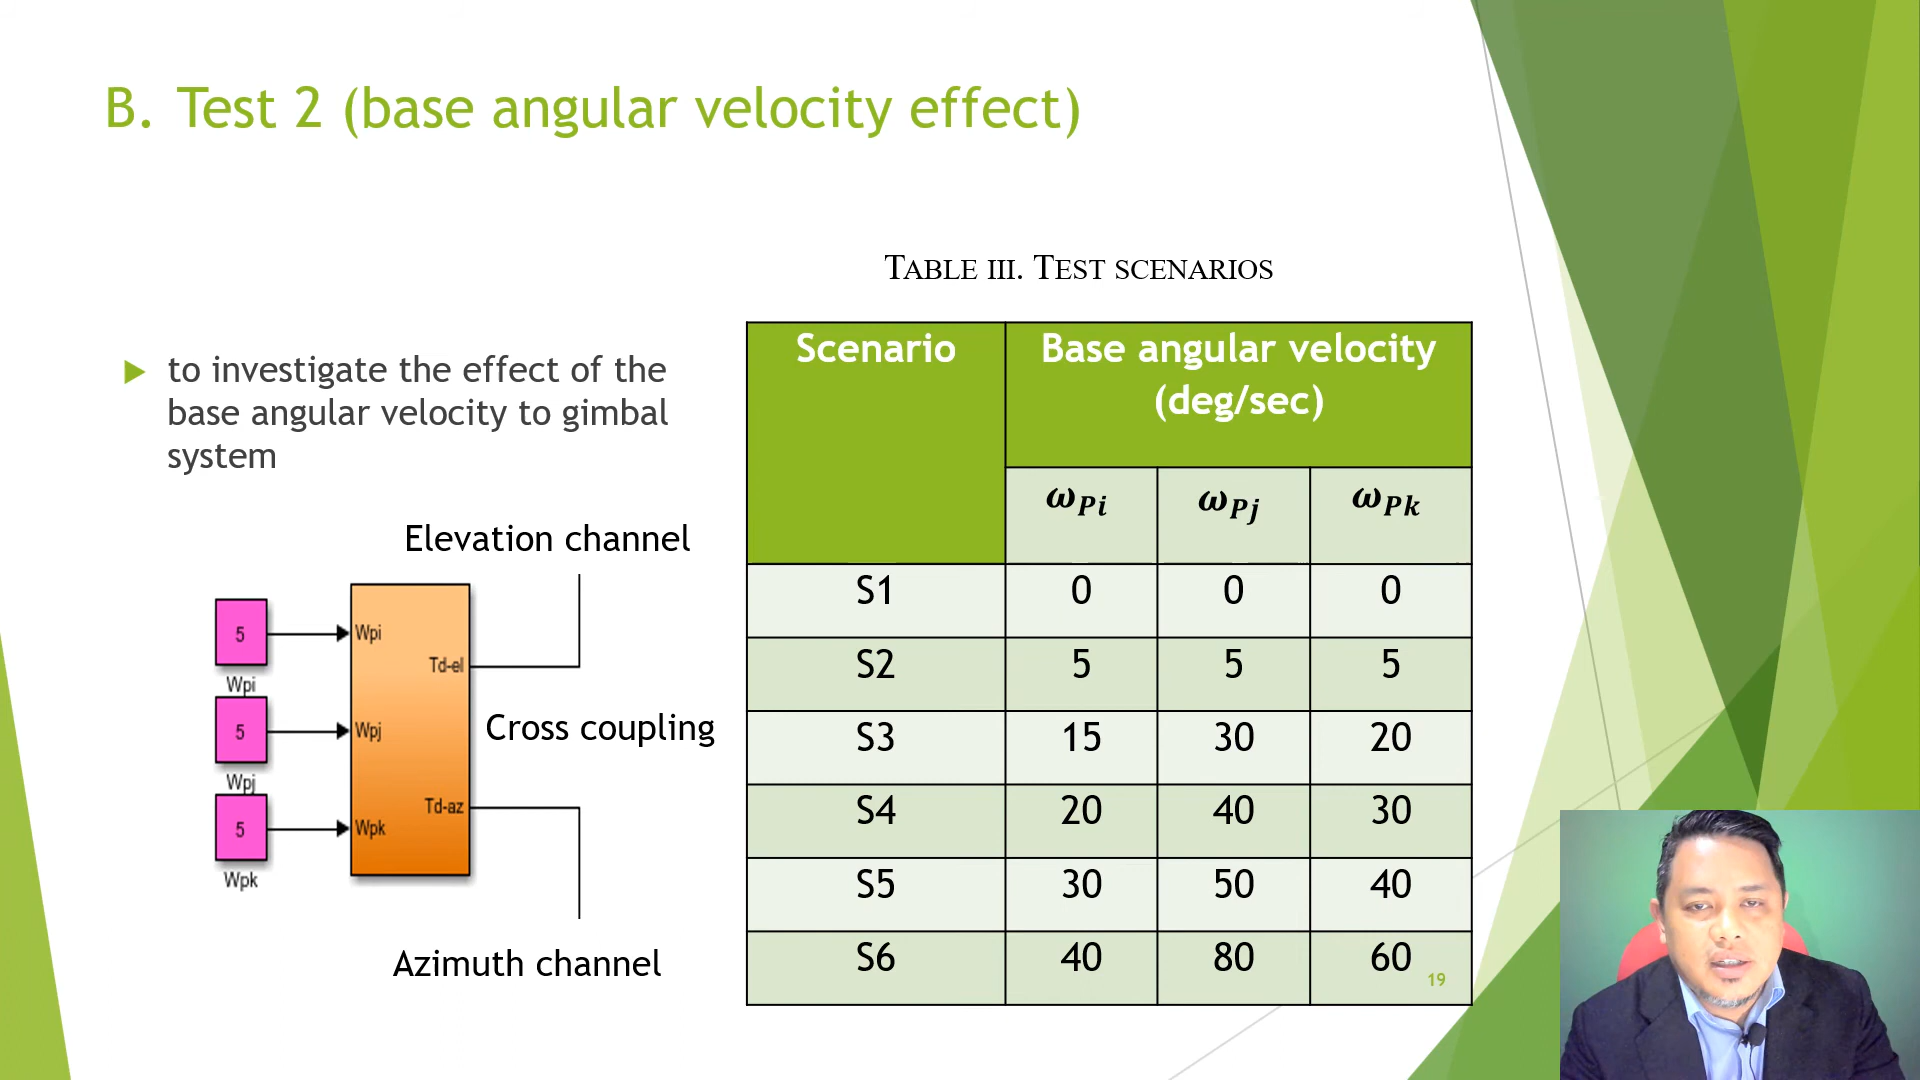 B. Test 2 (base angular velocity effect)
to investigate the effect of the
base angular velocity to gimbal
system
Elevation channel
5
Wpi
5
Wpj
5
Wpk
Wpi
Wpj
Wpk
Td-el
Td-az
Cross coupling
Azimuth channel
TABLE III. TEST SCENARIOS
Scenario Base angular velocity
(deg/sec)
ω_Pi ω_Pj ω_Pk
S1 0 0 0
S2 5 5 5
S3 15 30 20
S4 20 40 30
S5 30 50 40
S6 40 80 60
19